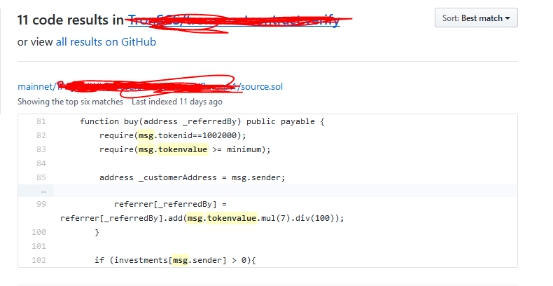 11 code results in
Sort: Best match
or view all results on GitHub
mainnet/ /source.sol
Showing the top six matches Last indexed 11 days ago
81 function buy(address _referredBy) public payable {
82 require(msg.tokenid==1002000);
83 require(msg.tokenvalue >= minimum);
84
85 address _customerAddress = msg.sender;
…
99 referrer[_referredBy] =
referrer[_referredBy].add(msg.tokenvalue.mul(7).div(100));
100 }
101
102 if (investments[msg.sender] > 0){